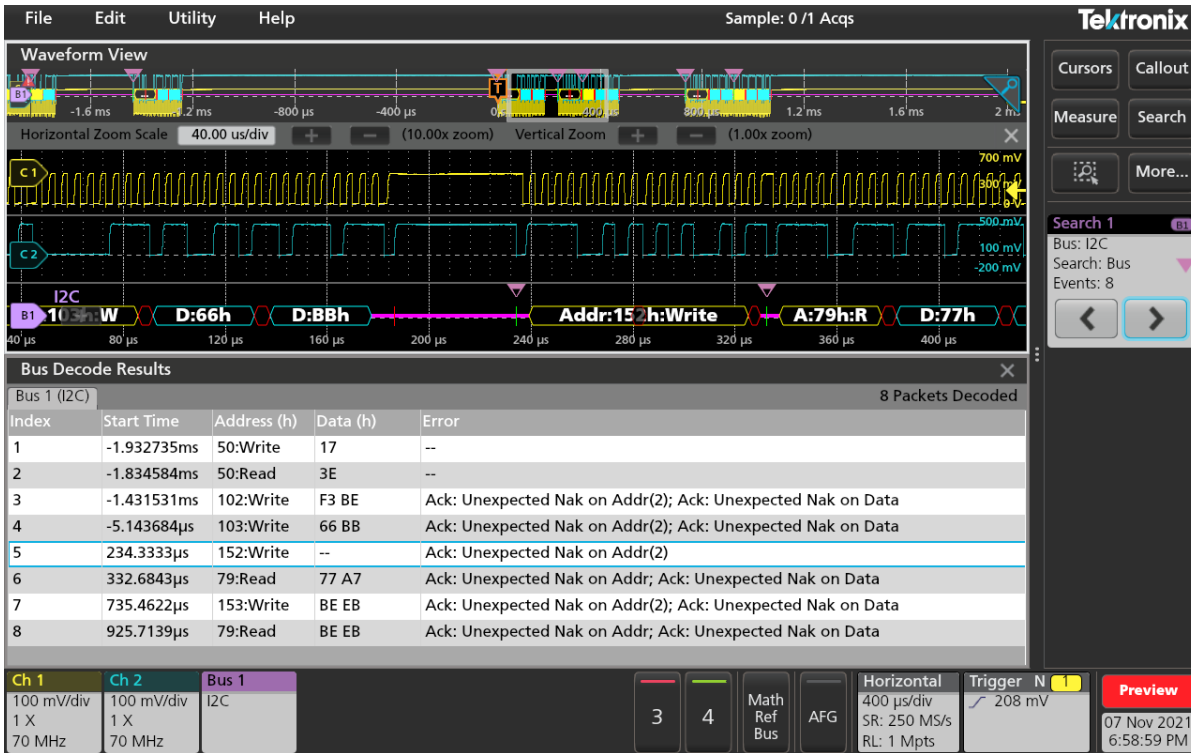 File Edit Utility Help Sample: 0 /1 Acqs Tektronix
Waveform View
B1 T
-1.6 ms 1.2 ms 1.6 ms
-800 µs -400 µs
Horizontal Zoom Scale 40.00 us/div + − (10.00x zoom) Vertical Zoom + − (1.00x zoom)
C 1 700 mV
300 mV
0 V
C 2 500 mV
100 mV
-200 mV
I2C
B1 103h:W D:66h D:BBh Addr:152h:Write A:79h:R D:77h
40 µs 80 µs 120 µs 160 µs 200 µs 240 µs 280 µs 320 µs 360 µs 400 µs
Bus Decode Results
Bus 1 (I2C) 8 Packets Decoded
Index Start Time Address (h) Data (h) Error
1 -1.932735ms 50:Write 17 --
2 -1.834584ms 50:Read 3E --
3 -1.431531ms 102:Write F3 BE Ack: Unexpected Nak on Addr(2); Ack: Unexpected Nak on Data
4 -5.143684µs 103:Write 66 BB Ack: Unexpected Nak on Addr(2); Ack: Unexpected Nak on Data
5 234.3333µs 152:Write -- Ack: Unexpected Nak on Addr(2)
6 332.6843µs 79:Read 77 A7 Ack: Unexpected Nak on Addr; Ack: Unexpected Nak on Data
7 735.4622µs 153:Write BE EB Ack: Unexpected Nak on Addr(2); Ack: Unexpected Nak on Data
8 925.7139µs 79:Read BE EB Ack: Unexpected Nak on Addr; Ack: Unexpected Nak on Data
Cursors Callout
Measure Search
More...
Search 1 B1
Bus: I2C
Search: Bus
Events: 8
Ch 1
100 mV/div
1 X
70 MHz
Ch 2
100 mV/div
1 X
70 MHz
Bus 1
I2C
3 4
Math
Ref
Bus
AFG
Horizontal
400 µs/div
SR: 250 MS/s
RL: 1 Mpts
Trigger N 1
208 mV
Preview
07 Nov 2021
6:58:59 PM